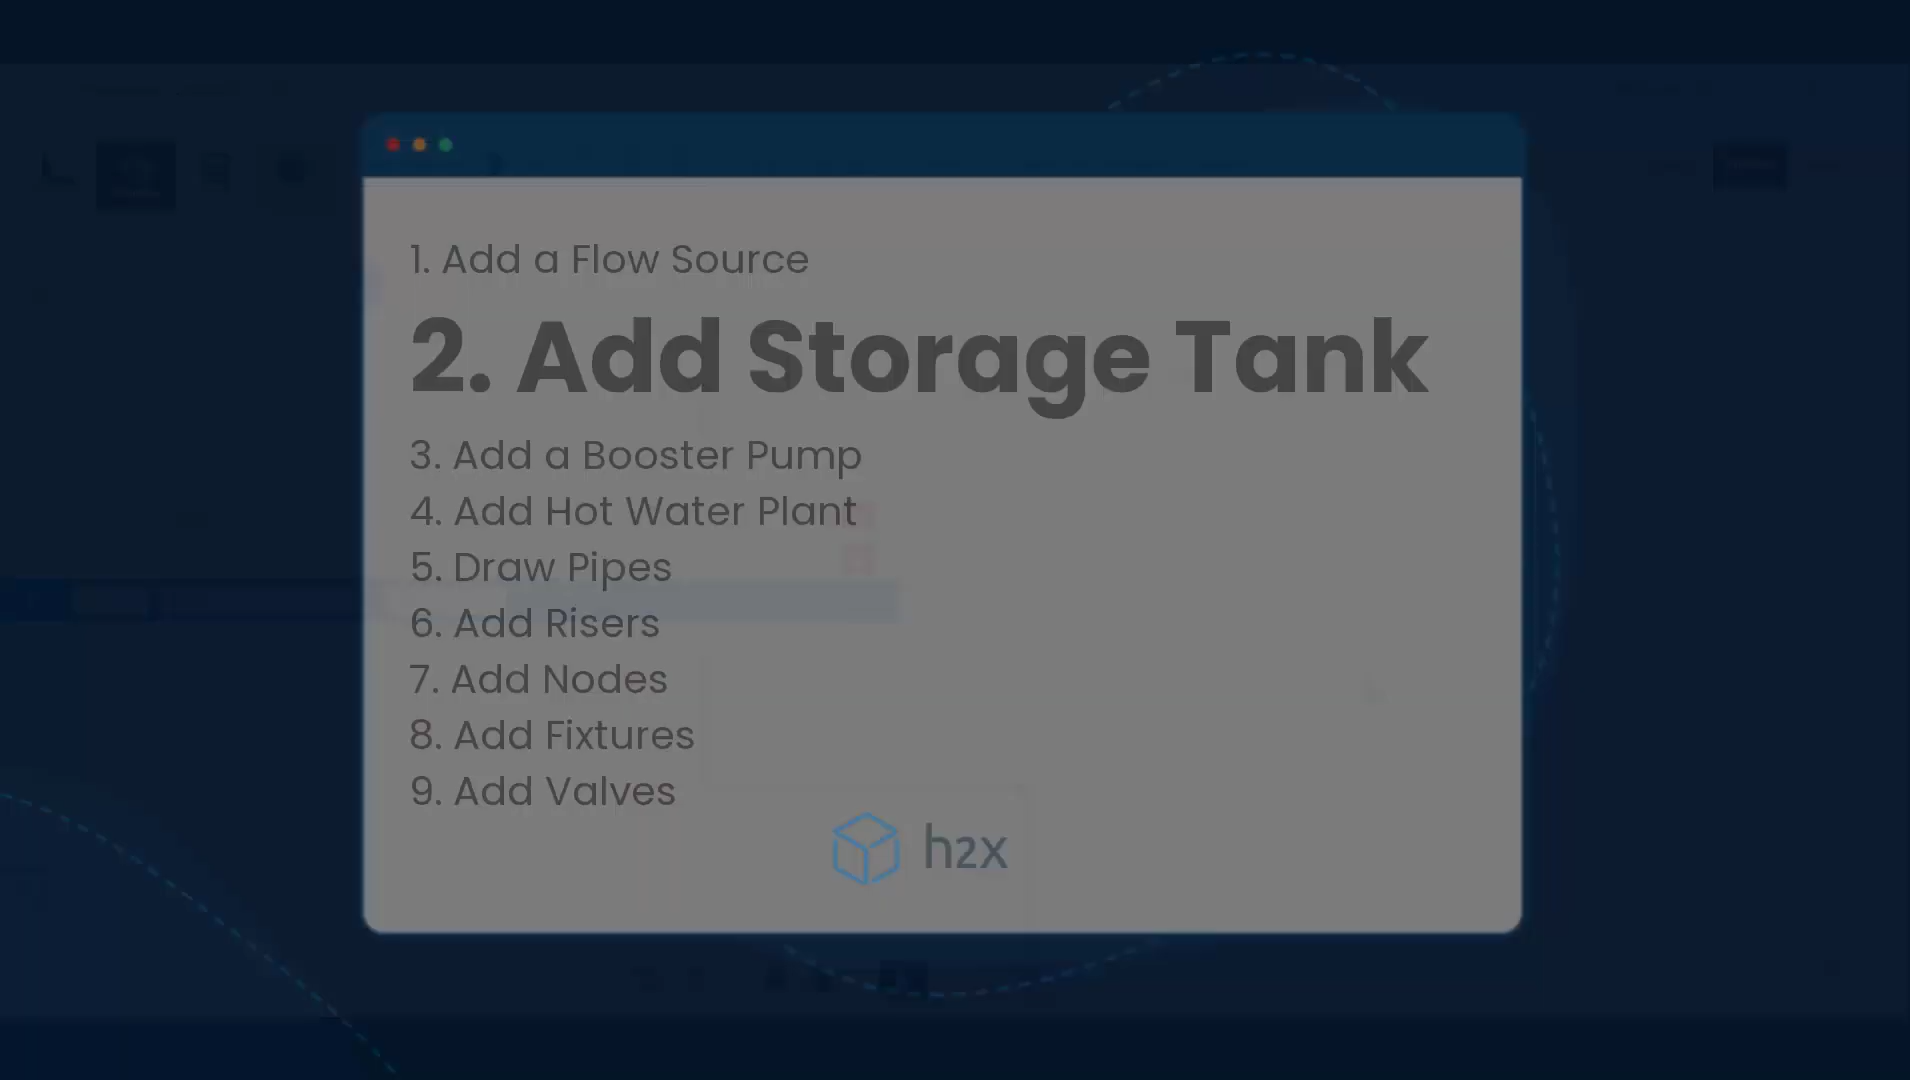 1. Add a Flow Source
2. Add Storage Tank
3. Add a Booster Pump
4. Add Hot Water Plant
5. Draw Pipes
6. Add Risers
7. Add Nodes
8. Add Fixtures
9. Add Valves
h2x